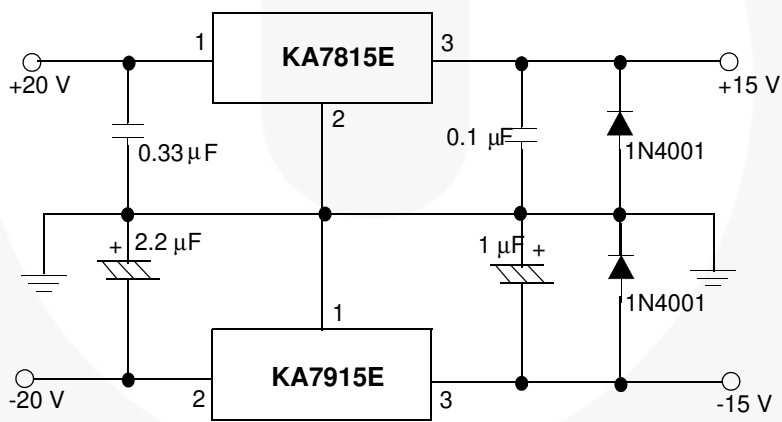 1
KA7815E
3
+20 V
+15 V
2
0.33 µF
0.1 µF
1N4001
+ 2.2 µF
1 µF +
1N4001
1
KA7915E
2
3
-20 V
-15 V